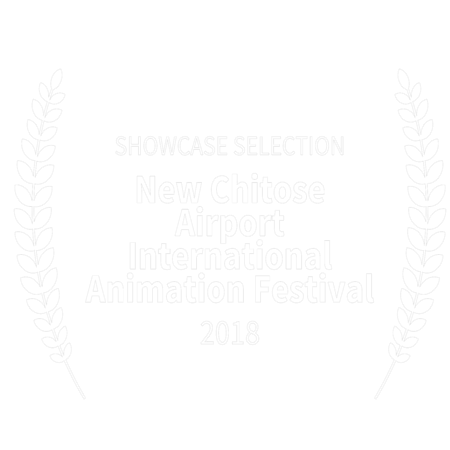 SHOWCASE SELECTION
New Chitose
Airport
International
Animation Festival
2018